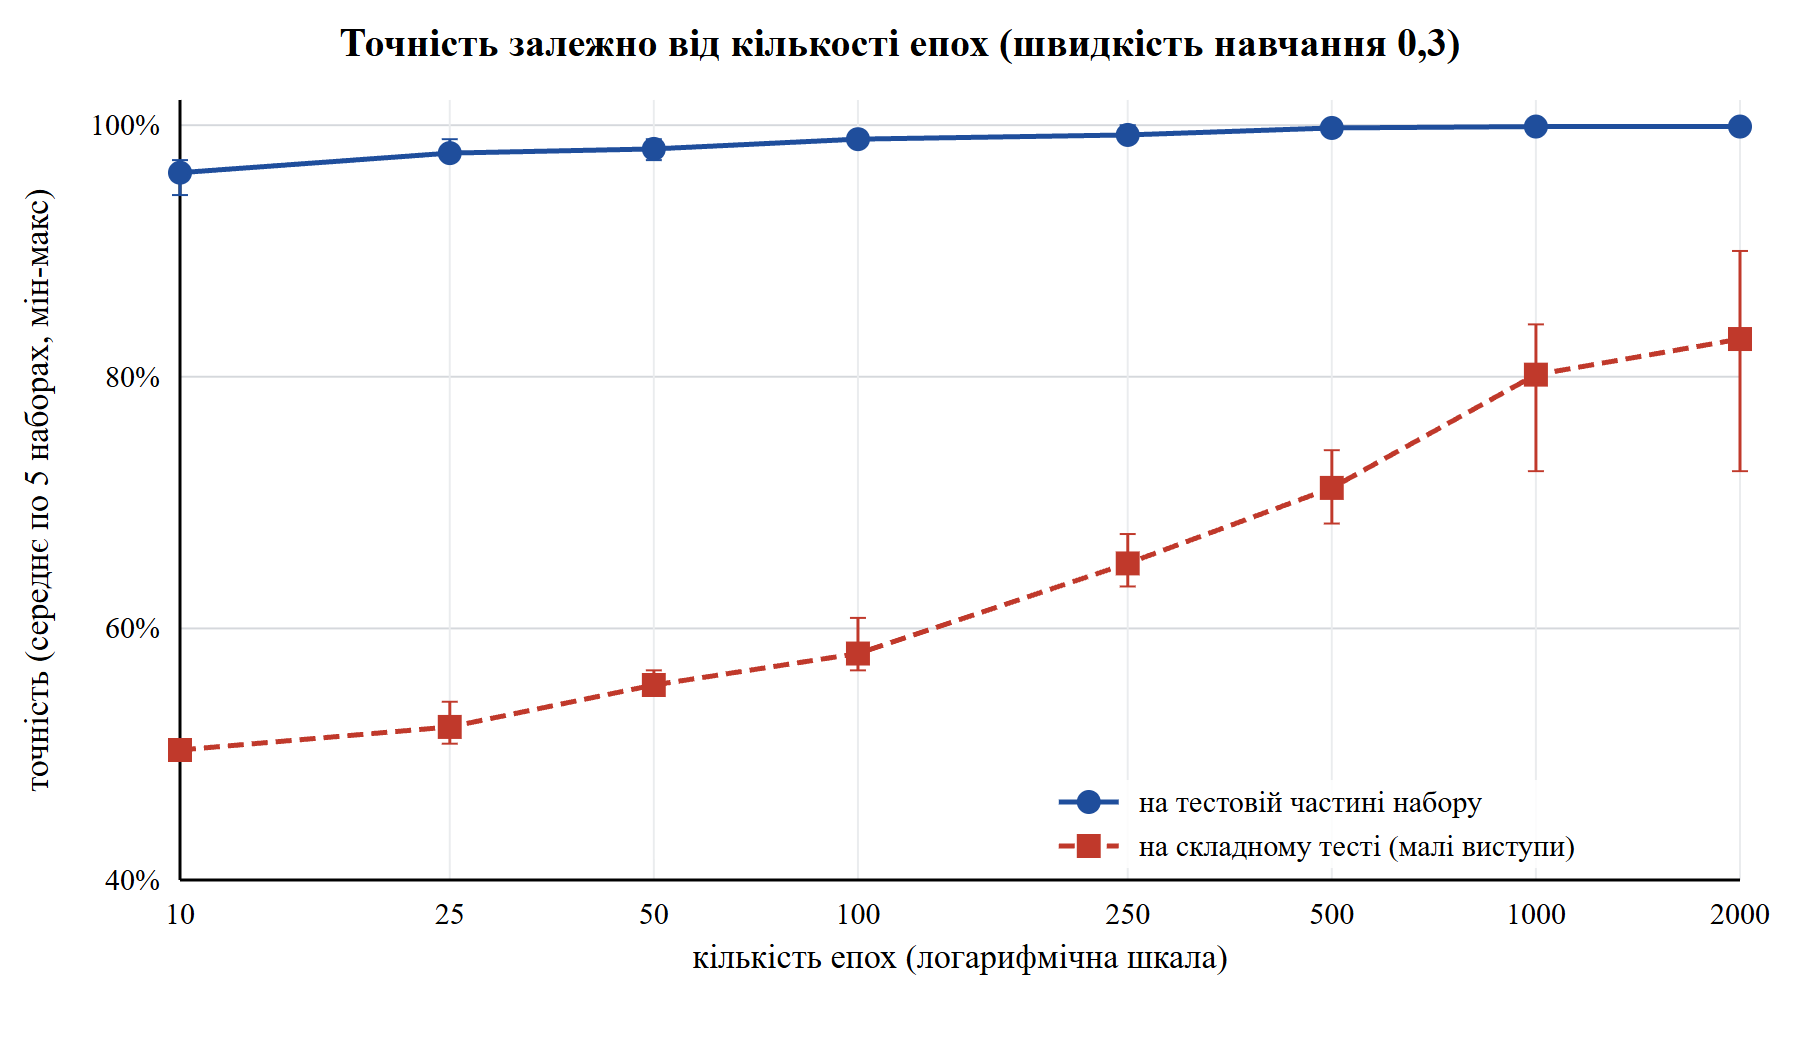 Точність залежно від кількості епох (швидкість навчання 0,3)
точність (середнє по 5 наборах, мін-макс)
100%
80%
60%
40%
на тестовій частині набору
на складному тесті (малі виступи)
10 25 50 100 250 500 1000 2000
кількість епох (логарифмічна шкала)